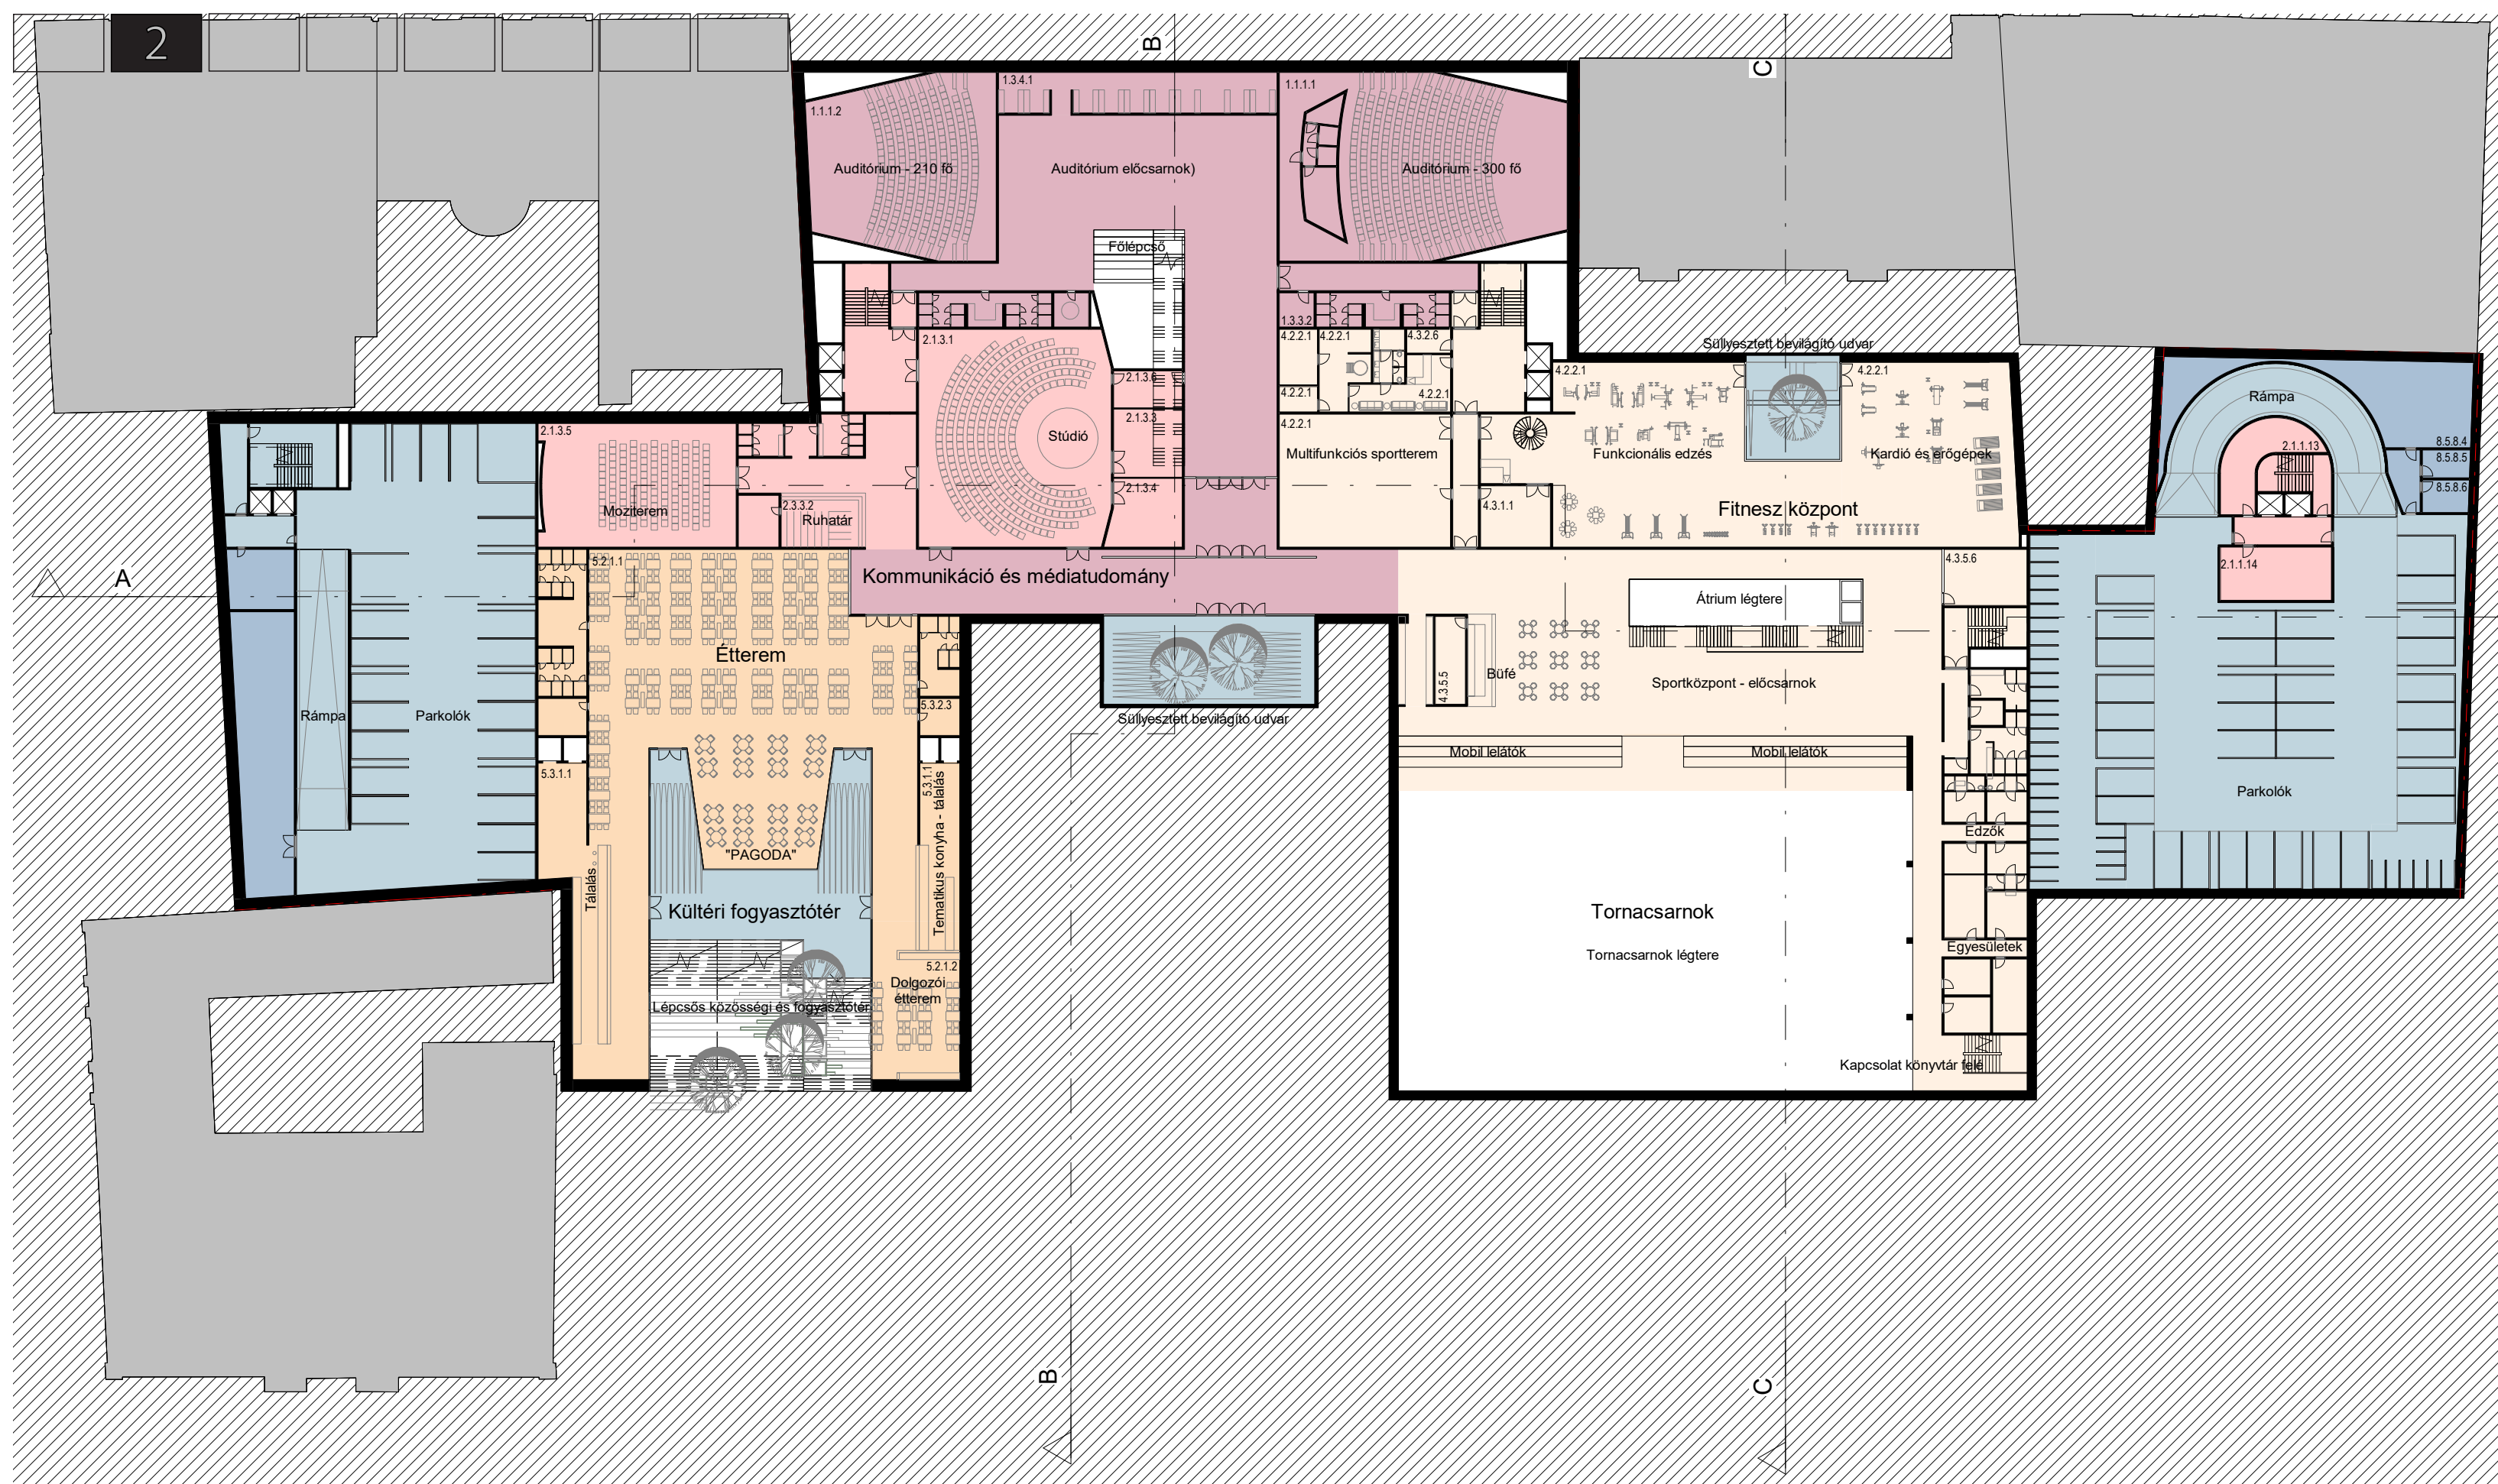 2
B
C
1.3.4.1
1.1.1.1
1.1.1.2
Auditórium - 210 fő
Auditórium előcsarnok)
Auditórium - 300 fő
Főlépcső
1.3.3.2
2.1.3.1
4.2.2.1
4.2.2.1
4.3.2.6
Süllyesztett bevilágító udvar
4.2.2.1
4.2.2.1
2.1.3.6
4.2.2.1
4.2.2.1
Rámpa
2.1.3.5
2.1.3.3
4.2.2.1
Stúdió
8.5.8.4
2.1.1.13
Multifunkciós sportterem
Funkcionális edzés
Kardió és erőgépek
8.5.8.5
2.1.3.4
8.5.8.6
Moziterem
2.3.3.2
Ruhatár
4.3.1.1
Fitnesz központ
5.2.1.1
4.3.5.6
2.1.1.14
A
Kommunikáció és médiatudomány
Átrium légtere
Étterem
Büfé
4.3.5.5
Sportközpont - előcsarnok
5.3.2.3
Rámpa
Parkolók
Süllyesztett bevilágító udvar
Mobil lelátók
Mobil lelátók
5.3.1.1
5.3.1.1
Parkolók
Edzők
"PAGODA"
Tálalás
Tematikus konyha - tálalás
Kültéri fogyasztótér
Tornacsarnok
Egyesületek
Tornacsarnok légtere
5.2.1.2
Dolgozói
étterem
Lépcsős közösségi és fogyasztótér
Kapcsolat könyvtár felé
B
C